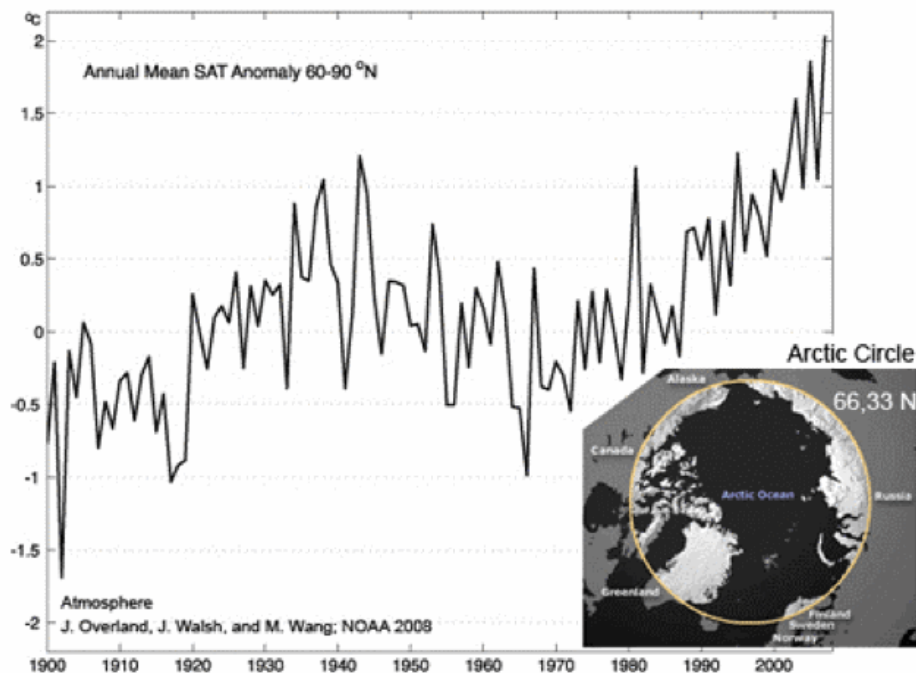 ºC
2
1.5
1
0.5
0
-0.5
-1
-1.5
-2
Annual Mean SAT Anomaly 60-90 ºN
Atmosphere
J. Overland, J. Walsh, and M. Wang; NOAA 2008
1900 1910 1920 1930 1940 1950 1960 1970 1980 1990 2000
Arctic Circle
66,33 N
Alaska
Canada
Arctic Ocean
Russia
Greenland
Finland
Sweden
Norway